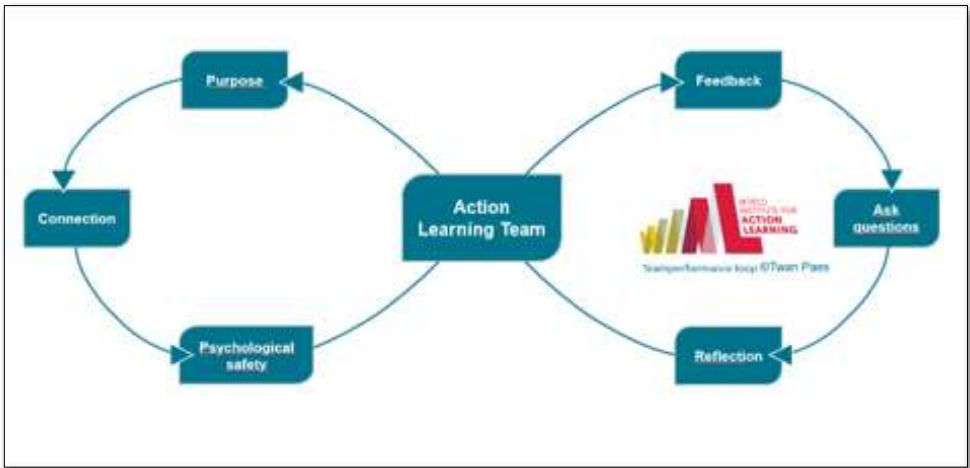 Purpose
Feedback
Connection
Action
Learning Team
Ask
questions
WORLD
INSTITUTE FOR
ACTION
LEARNING
Teamperformance loop ©Twan Paes
Psychological
safety
Reflection